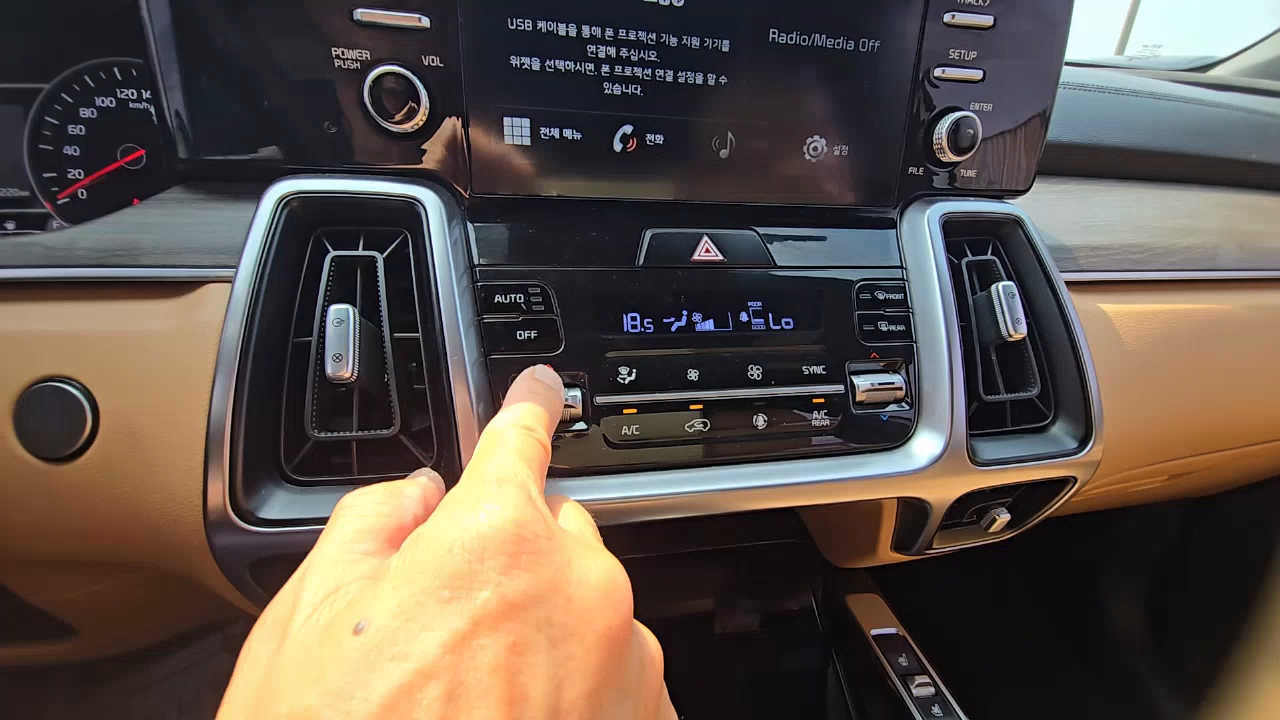 TRACK>
USB 케이블을 통해 폰 프로젝션 기능 지원 기기를
연결해 주십시오.
위젯을 선택하시면, 폰 프로젝션 연결 설정을 할 수
있습니다.
Radio/Media Off
POWER
PUSH
VOL
SETUP
ENTER
FILE
TUNE
전체 메뉴
전화
설정
120
100
km/h
80
60
40
20
0
220
AUTO
OFF
18.5
POOR
GOOD
Lo
FRONT
REAR
SYNC
A/C
A/C
REAR